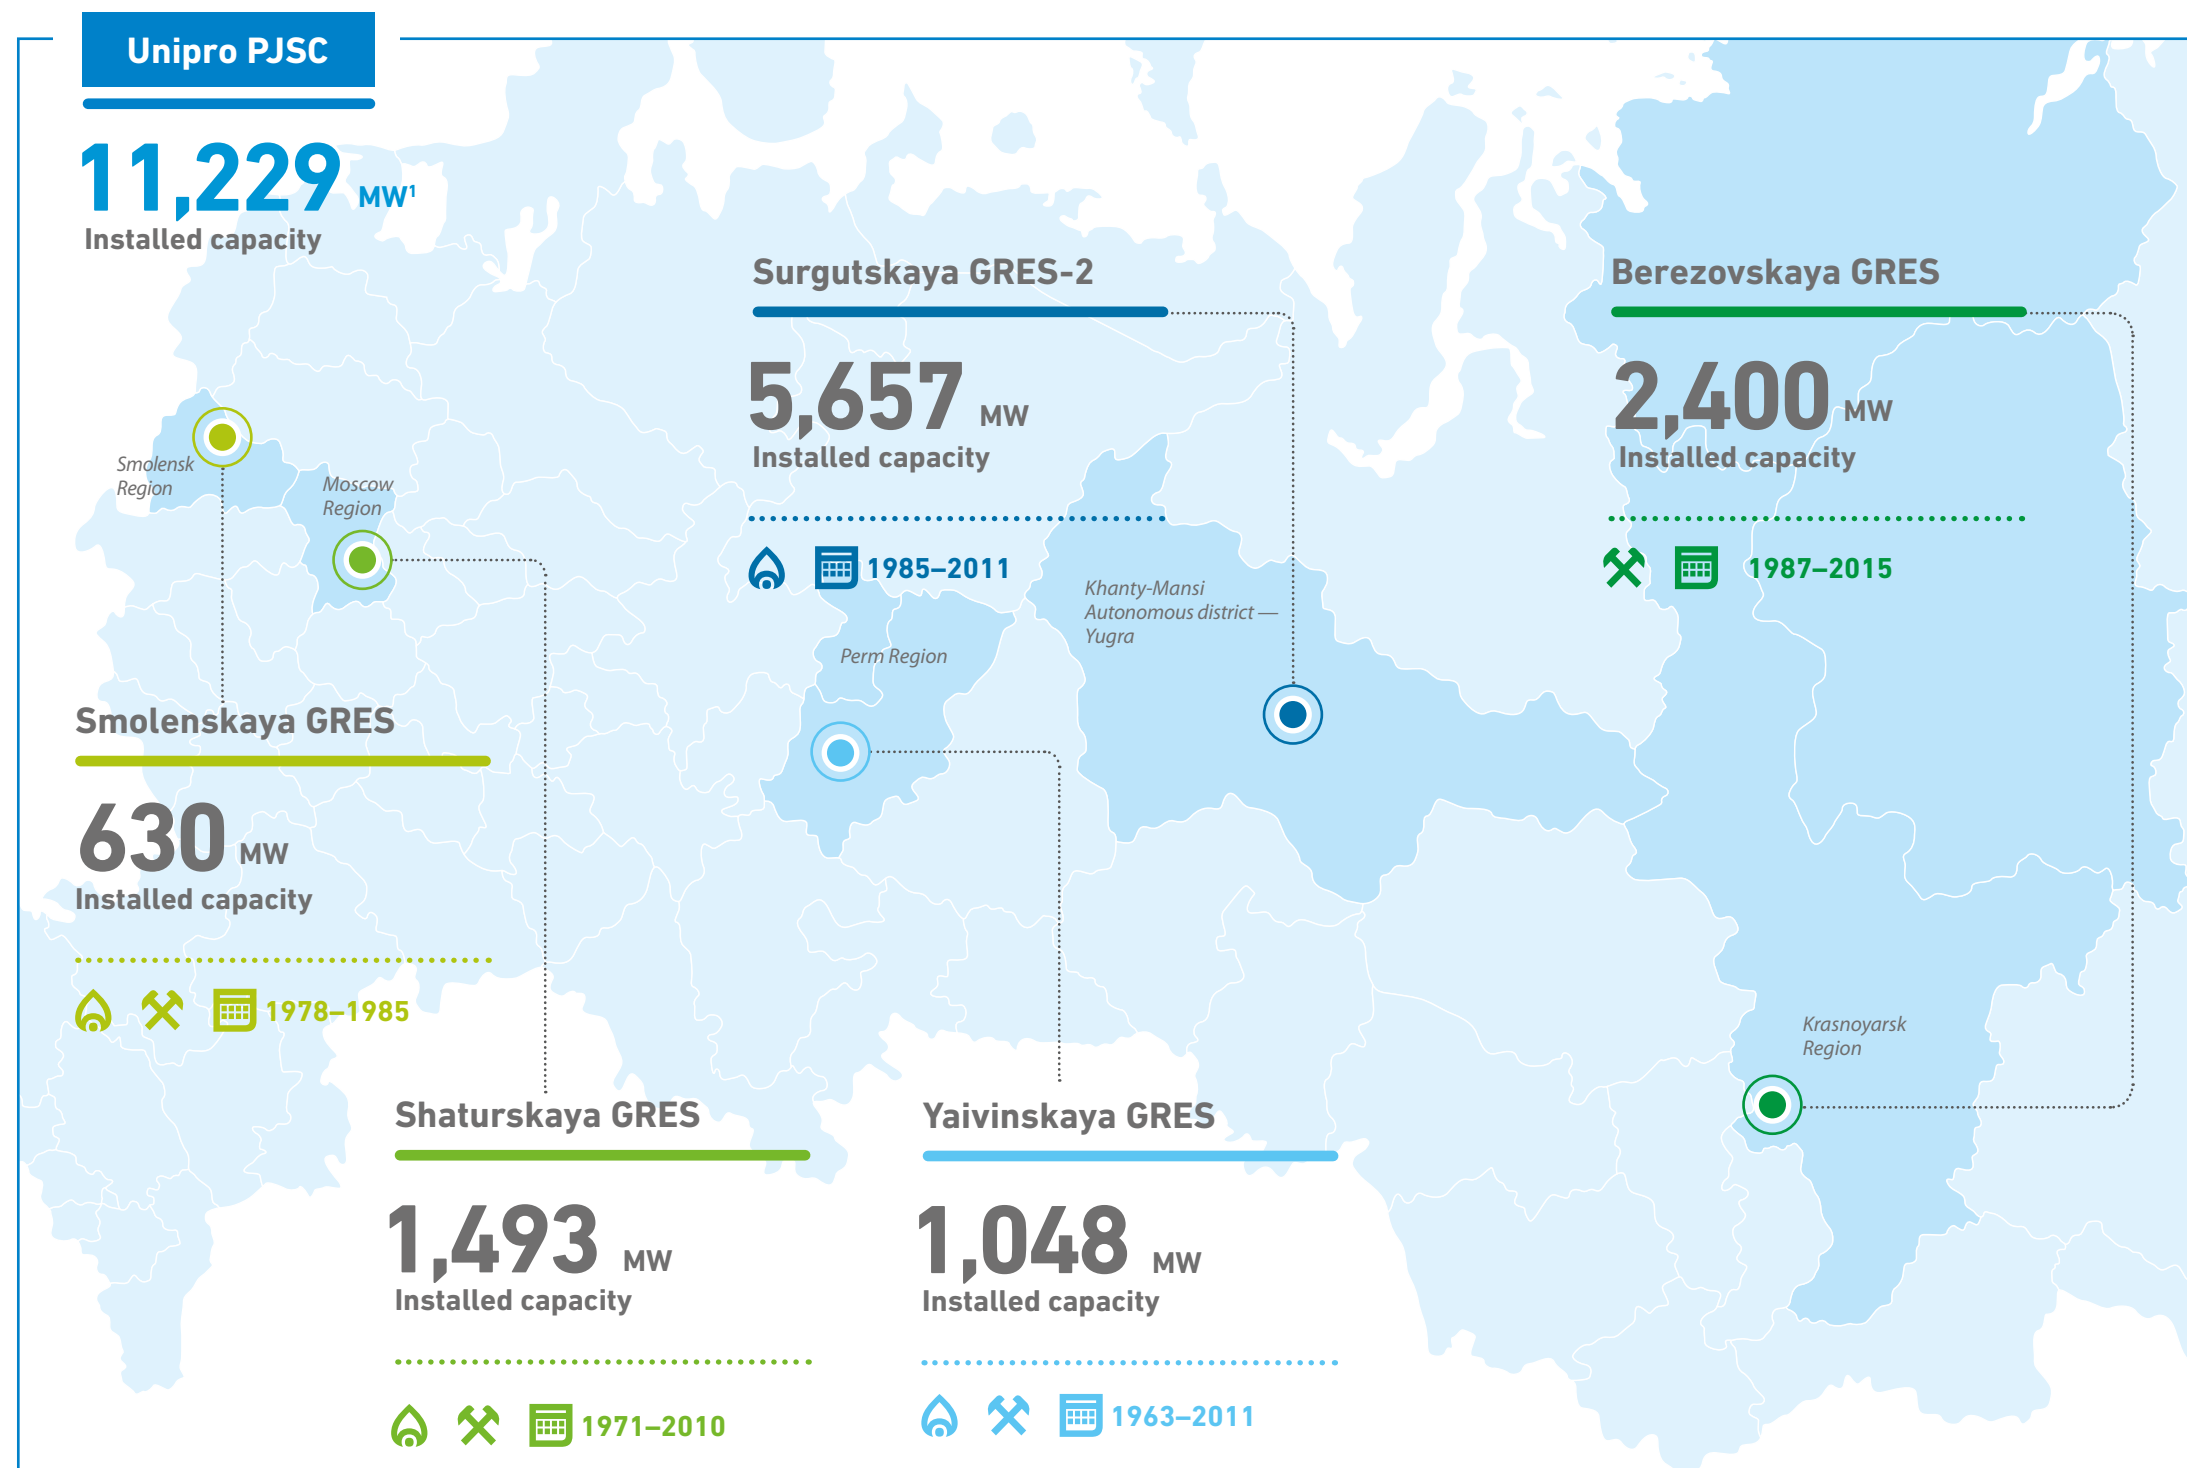 Unipro PJSC
11,229 MW¹
Installed capacity
Surgutskaya GRES-2
5,657 MW
Installed capacity
1985–2011
Berezovskaya GRES
2,400 MW
Installed capacity
1987–2015
Smolensk
Region
Moscow
Region
Khanty-Mansi
Autonomous district —
Yugra
Perm Region
Smolenskaya GRES
630 MW
Installed capacity
1978–1985
Krasnoyarsk
Region
Shaturskaya GRES
1,493 MW
Installed capacity
1971–2010
Yaivinskaya GRES
1,048 MW
Installed capacity
1963–2011